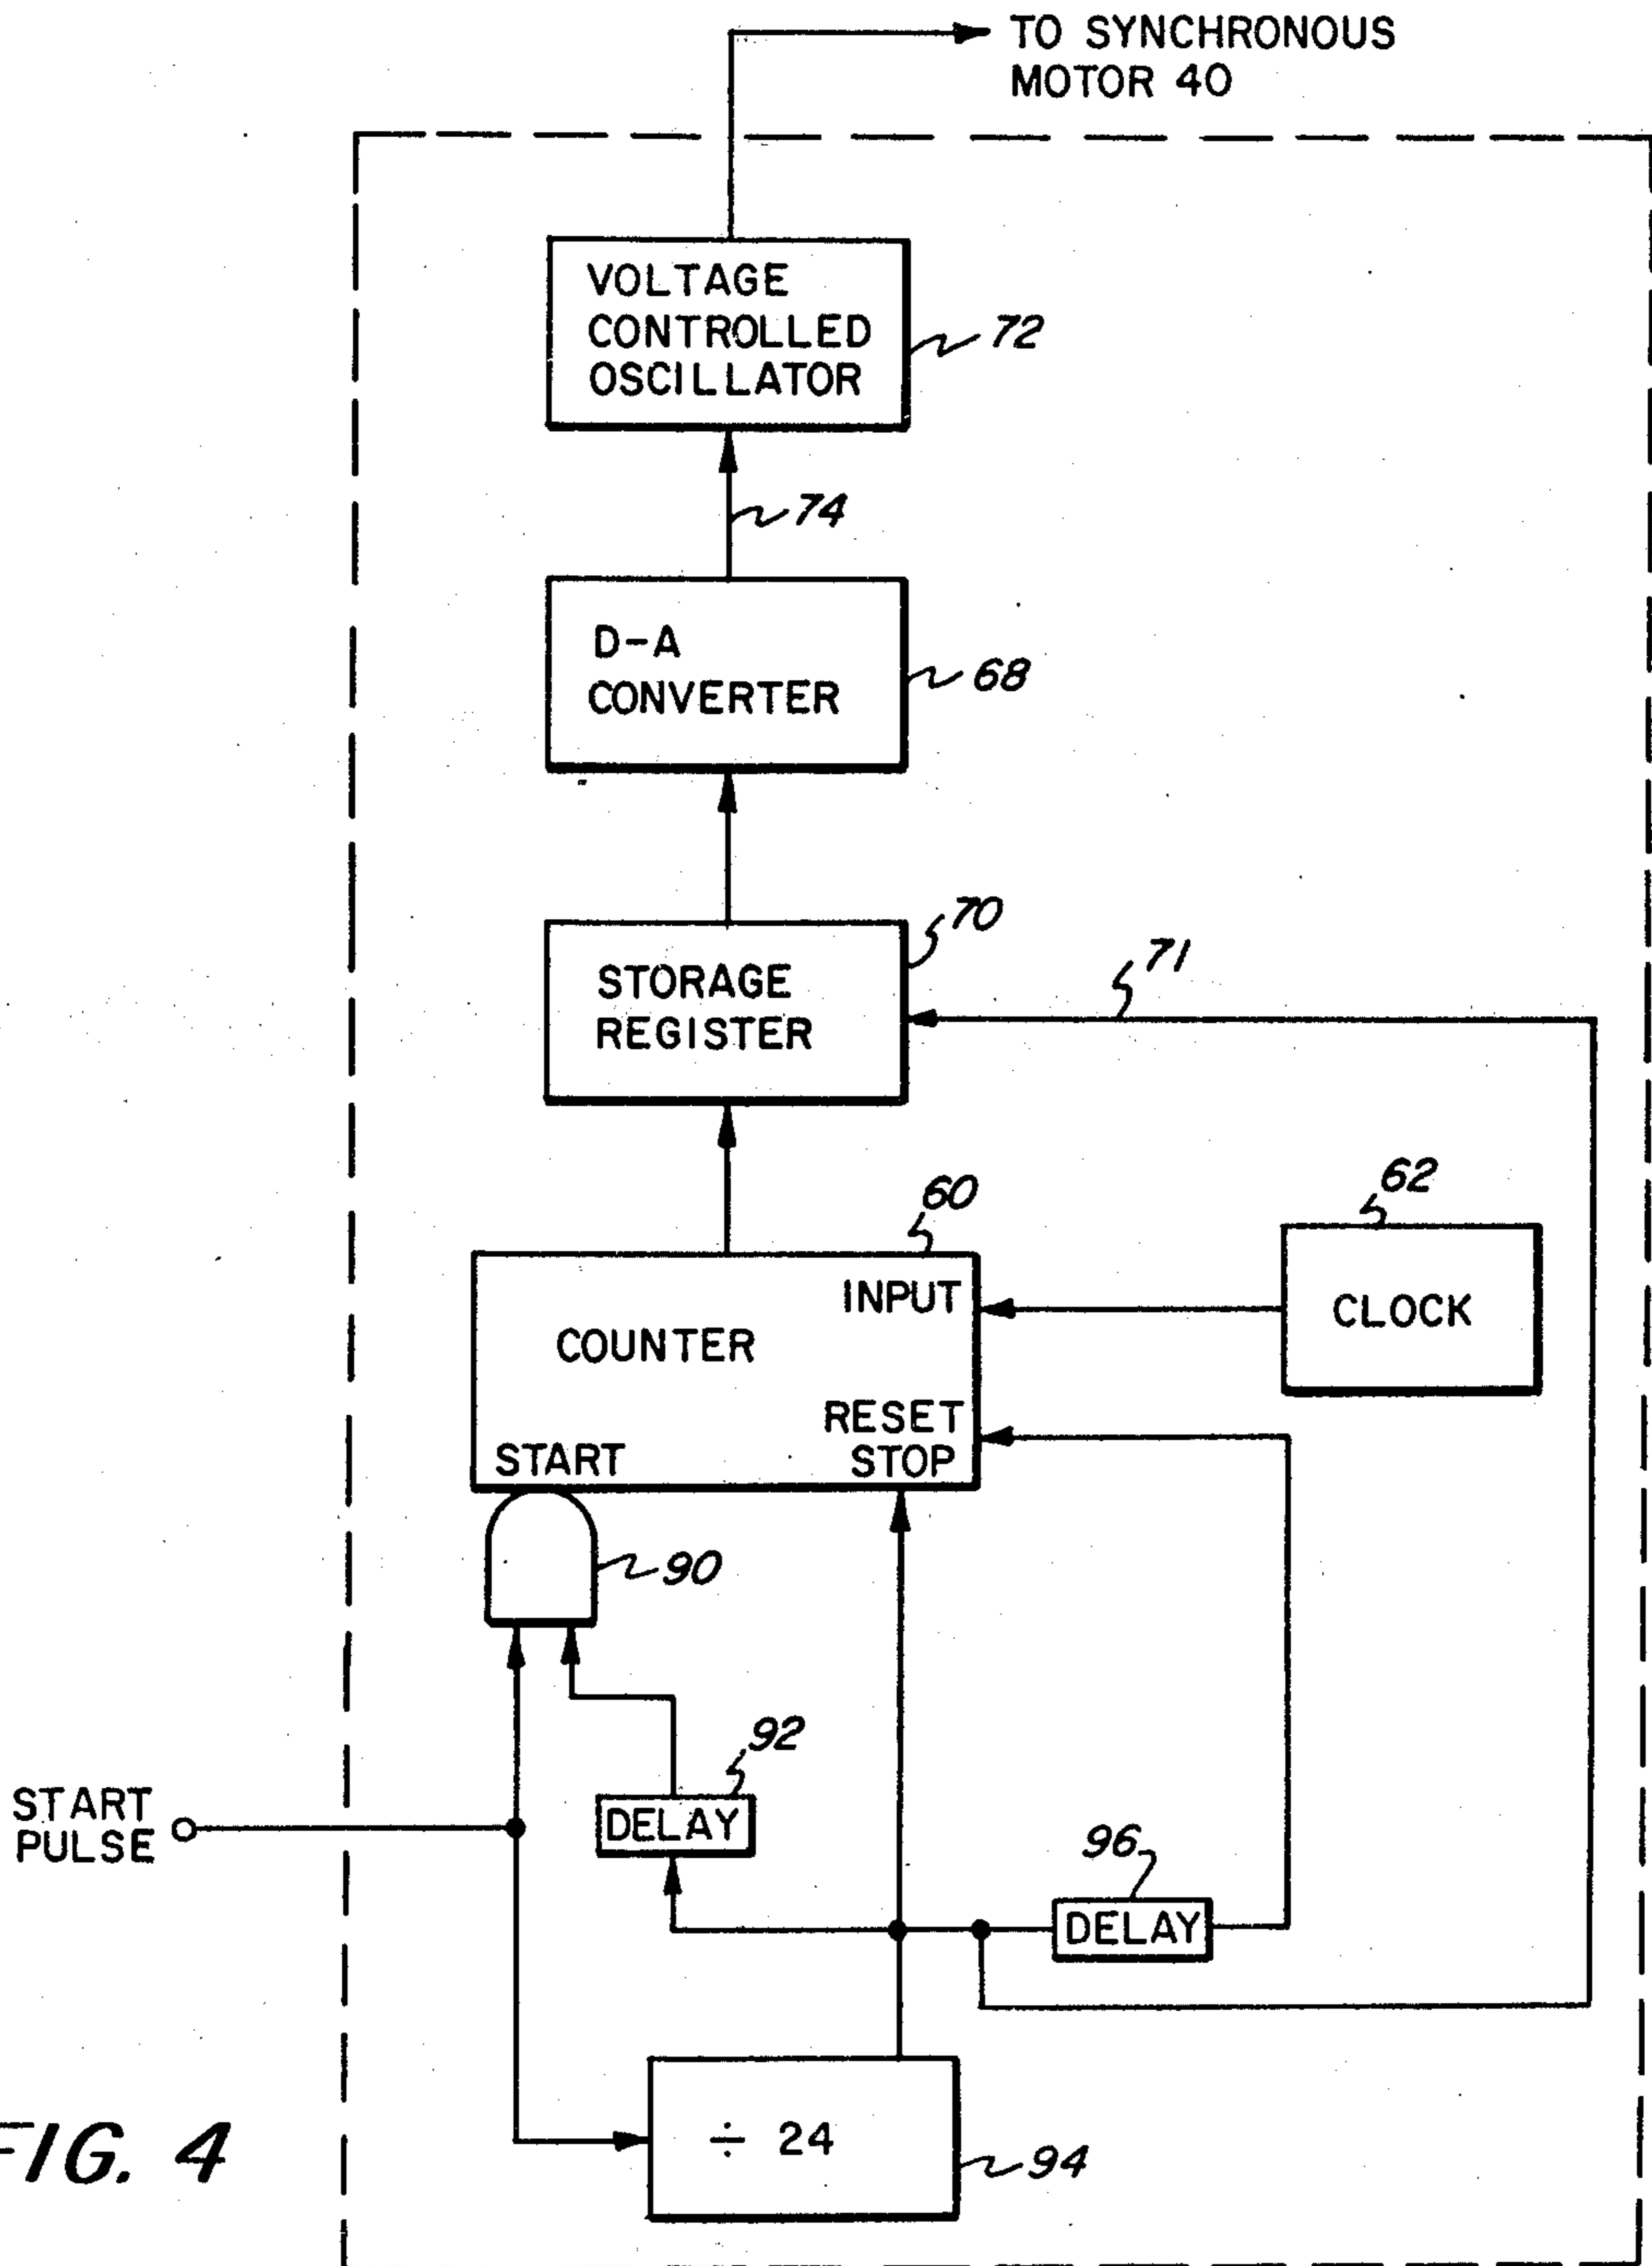 TO SYNCHRONOUS
MOTOR 40
VOLTAGE
CONTROLLED
OSCILLATOR
72
74
D-A
CONVERTER
68
70
STORAGE
REGISTER
71
60
62
INPUT
CLOCK
COUNTER
RESET
START
STOP
90
92
START
PULSE
DELAY
96
DELAY
÷ 24
94
FIG. 4